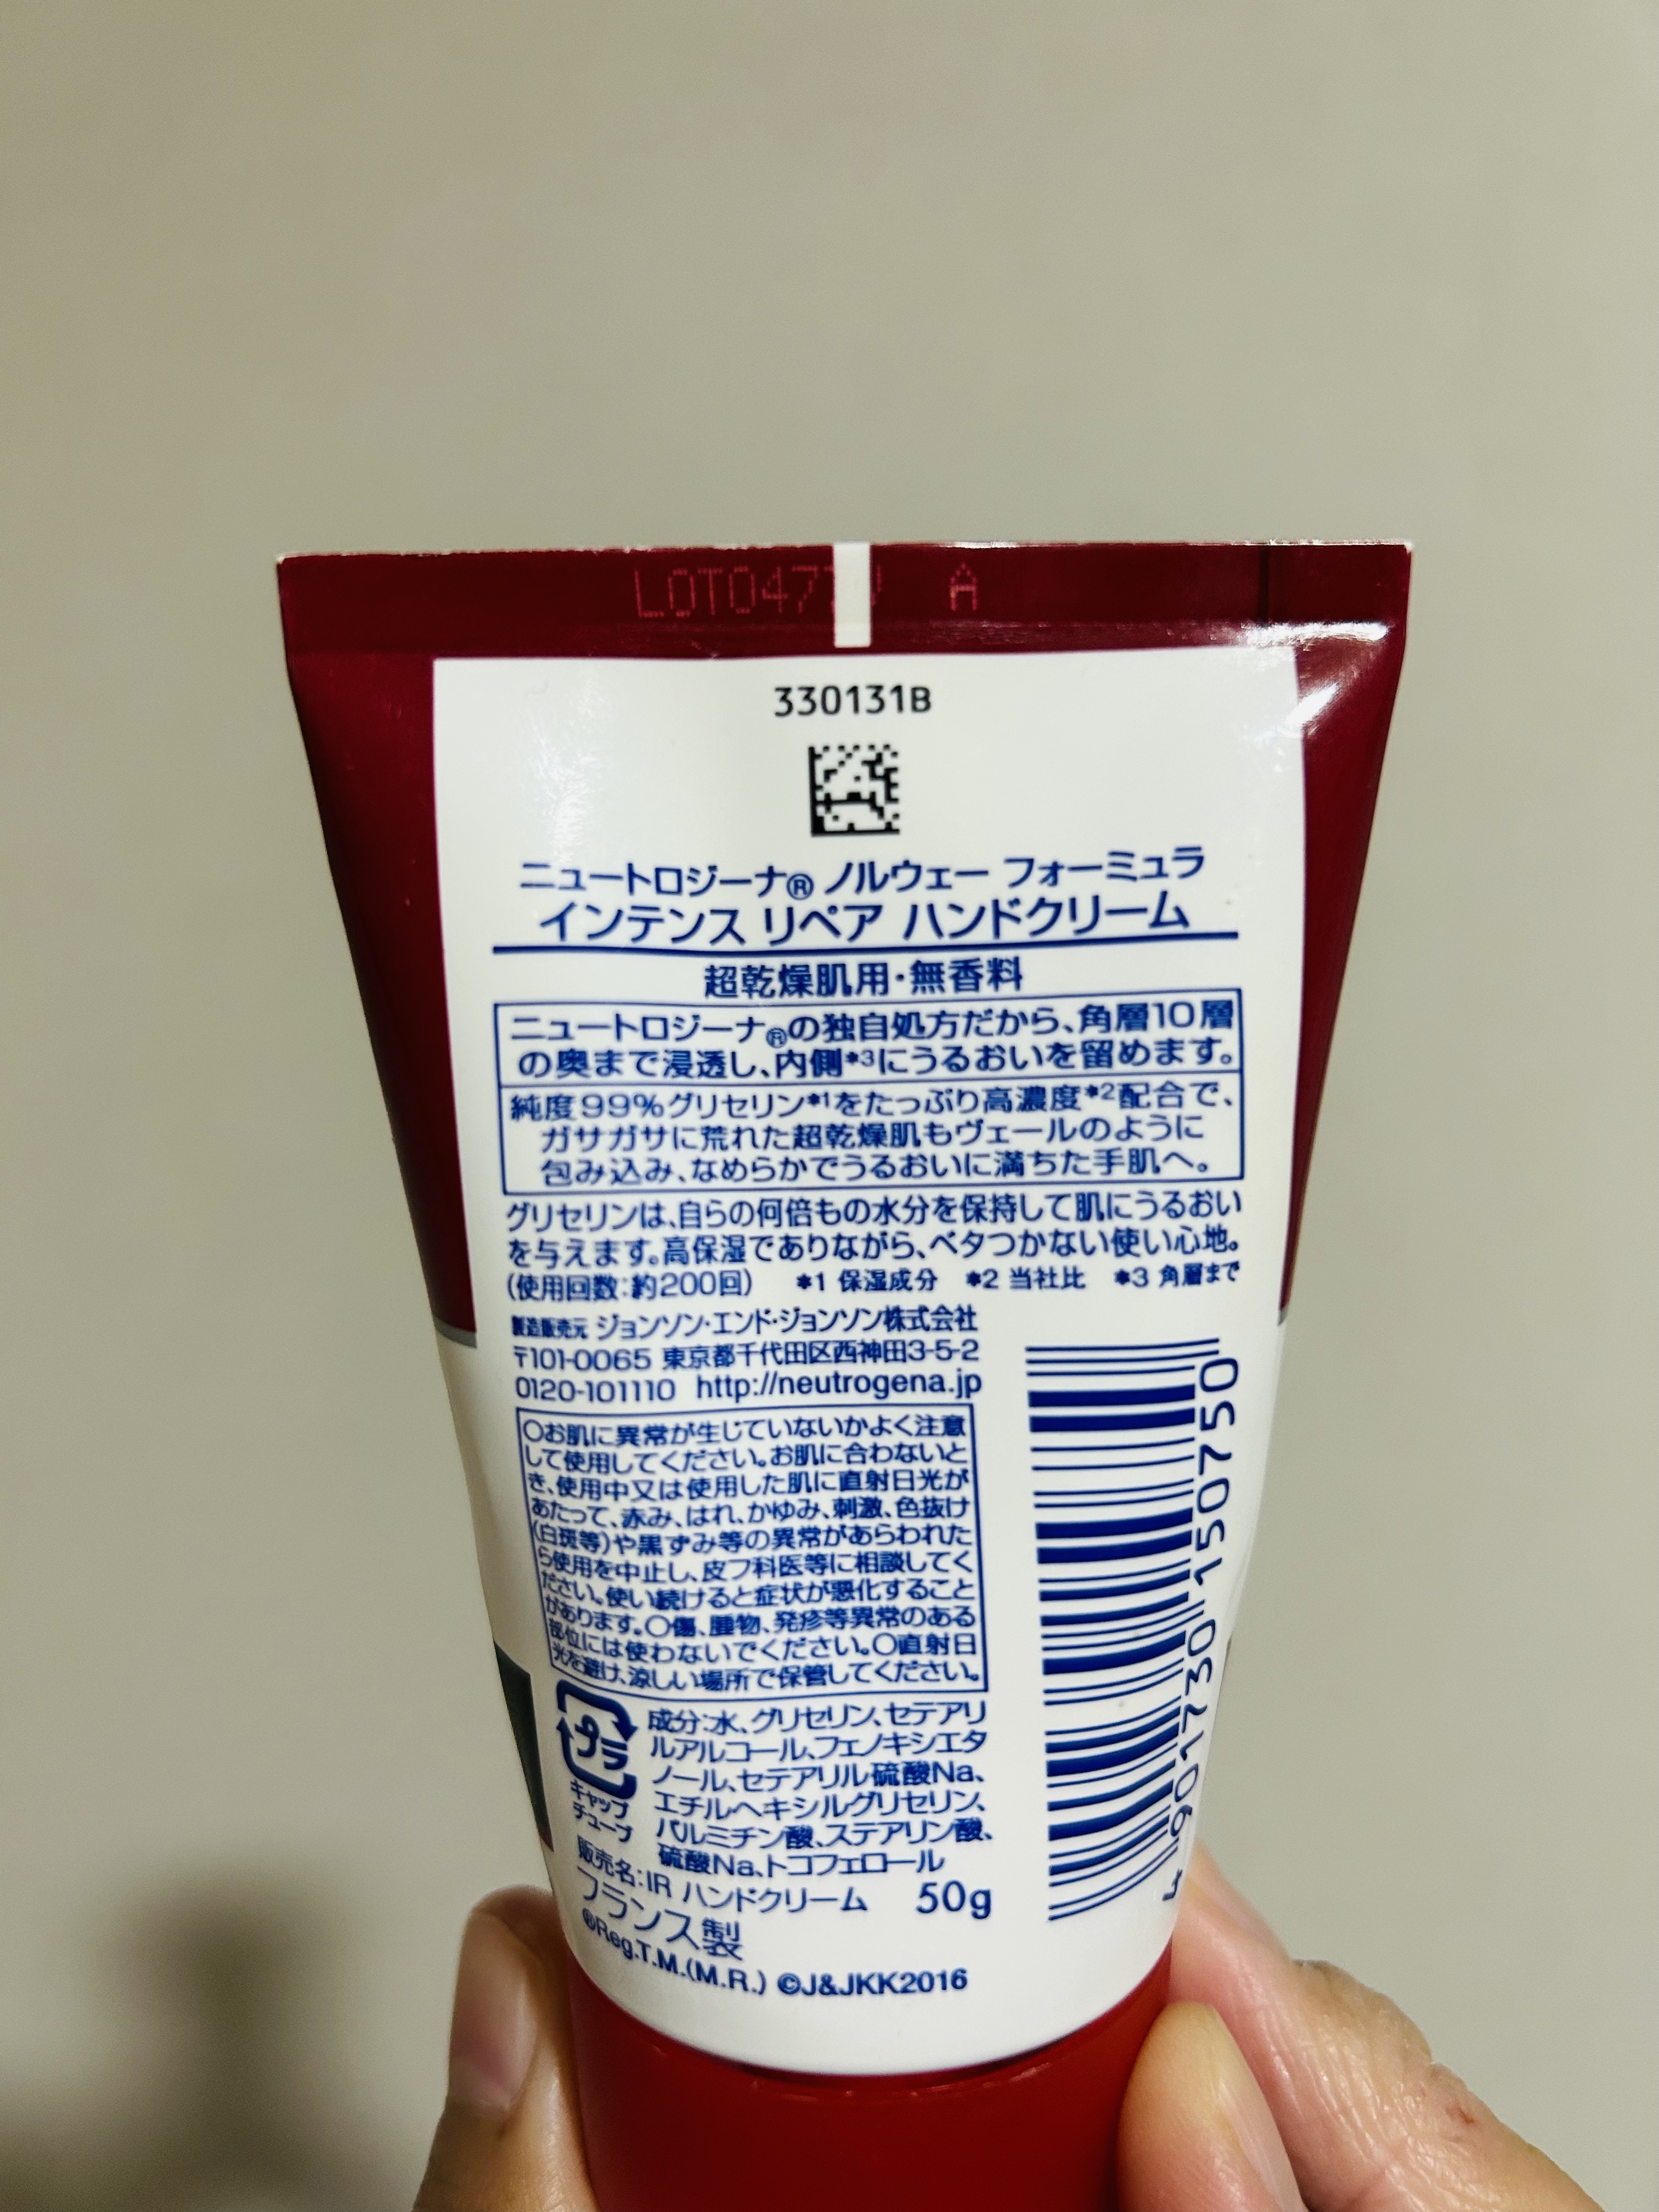 A
330131B
ニュートロジーナ® ノルウェー フォーミュラ
インテンス リペア ハンドクリーム
超乾燥肌用・無香料
ニュートロジーナ®の独自処方だから、角層10層
の奥まで浸透し、内側*3にうるおいを留めます。
純度99%グリセリン*1をたっぷり高濃度*2配合で、
ガサガサに荒れた超乾燥肌もヴェールのように
包み込み、なめらかでうるおいに満ちた手肌へ。
グリセリンは、自らの何倍もの水分を保持して肌にうるおい
を与えます。高保湿でありながら、ベタつかない使い心地。
(使用回数:約200回) *1 保湿成分 *2 当社比 *3 角層まで
製造販売元 ジョンソン・エンド・ジョンソン株式会社
〒101-0065 東京都千代田区西神田3-5-2
0120-101110 http://neutrogena.jp
○お肌に異常が生じていないかよく注意
して使用してください。お肌に合わないと
き、使用中又は使用した肌に直射日光が
あたって、赤み、はれ、かゆみ、刺激、色抜け
(白斑等)や黒ずみ等の異常があらわれた
ら使用を中止し、皮フ科医等に相談してく
ださい。使い続けると症状が悪化すること
があります。○傷、腫物、発疹等異常のある
部位には使わないでください。○直射日
光を避け、涼しい場所で保管してください。
プラ
キャップ
チューブ
成分:水、グリセリン、セテアリ
ルアルコール、フェノキシエタ
ノール、セテアリル硫酸Na、
エチルヘキシルグリセリン、
パルミチン酸、ステアリン酸、
硫酸Na、トコフェロール
販売名:IR ハンドクリーム 50g
フランス製
®Reg.T.M.(M.R.) ©J&JKK2016
4 901730 150750